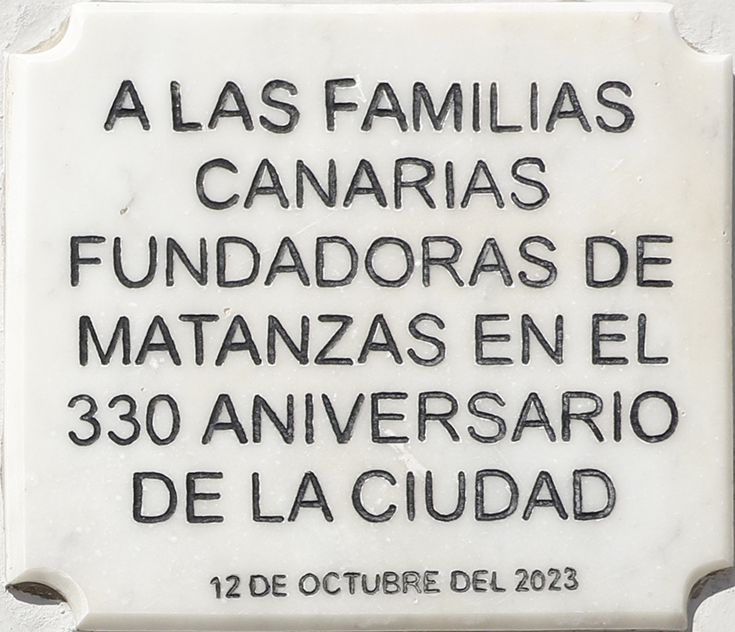 A LAS FAMILIAS
CANARIAS
FUNDADORAS DE
MATANZAS EN EL
330 ANIVERSARIO
DE LA CIUDAD
12 DE OCTUBRE DEL 2023